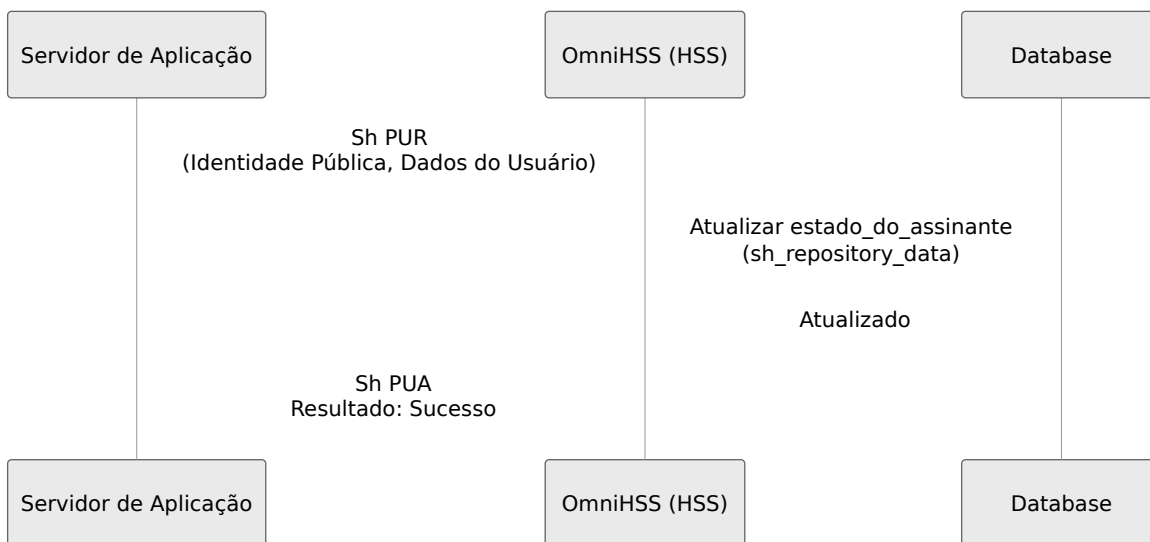 Servidor de Aplicação
OmniHSS (HSS)
Database
Sh PUR
(Identidade Pública, Dados do Usuário)
Atualizar estado_do_assinante
(sh_repository_data)
Atualizado
Sh PUA
Resultado: Sucesso
Servidor de Aplicação
OmniHSS (HSS)
Database